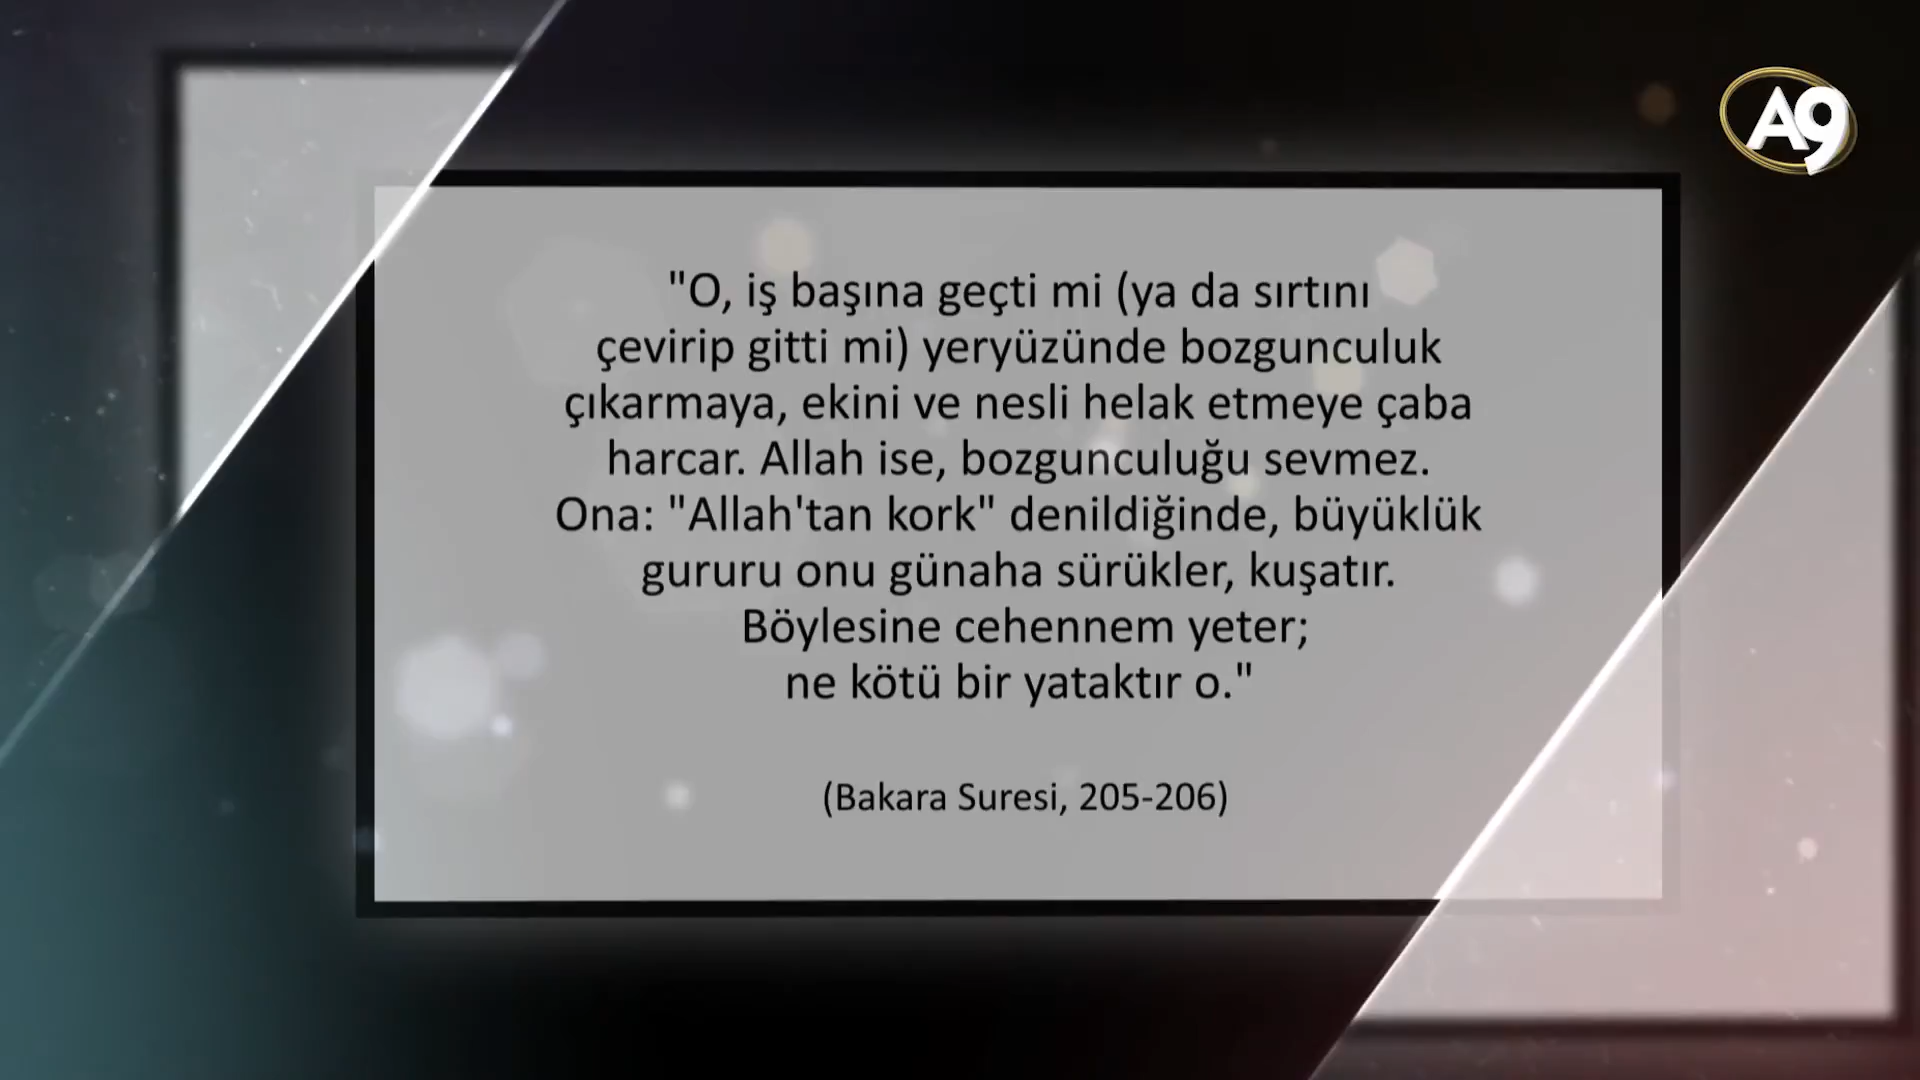 A9
"O, iş başına geçti mi (ya da sırtını
çevirip gitti mi) yeryüzünde bozgunculuk
çıkarmaya, ekini ve nesli helak etmeye çaba
harcar. Allah ise, bozgunculuğu sevmez.
Ona: "Allah'tan kork" denildiğinde, büyüklük
gururu onu günaha sürükler, kuşatır.
Böylesine cehennem yeter;
ne kötü bir yataktır o."
(Bakara Suresi, 205-206)